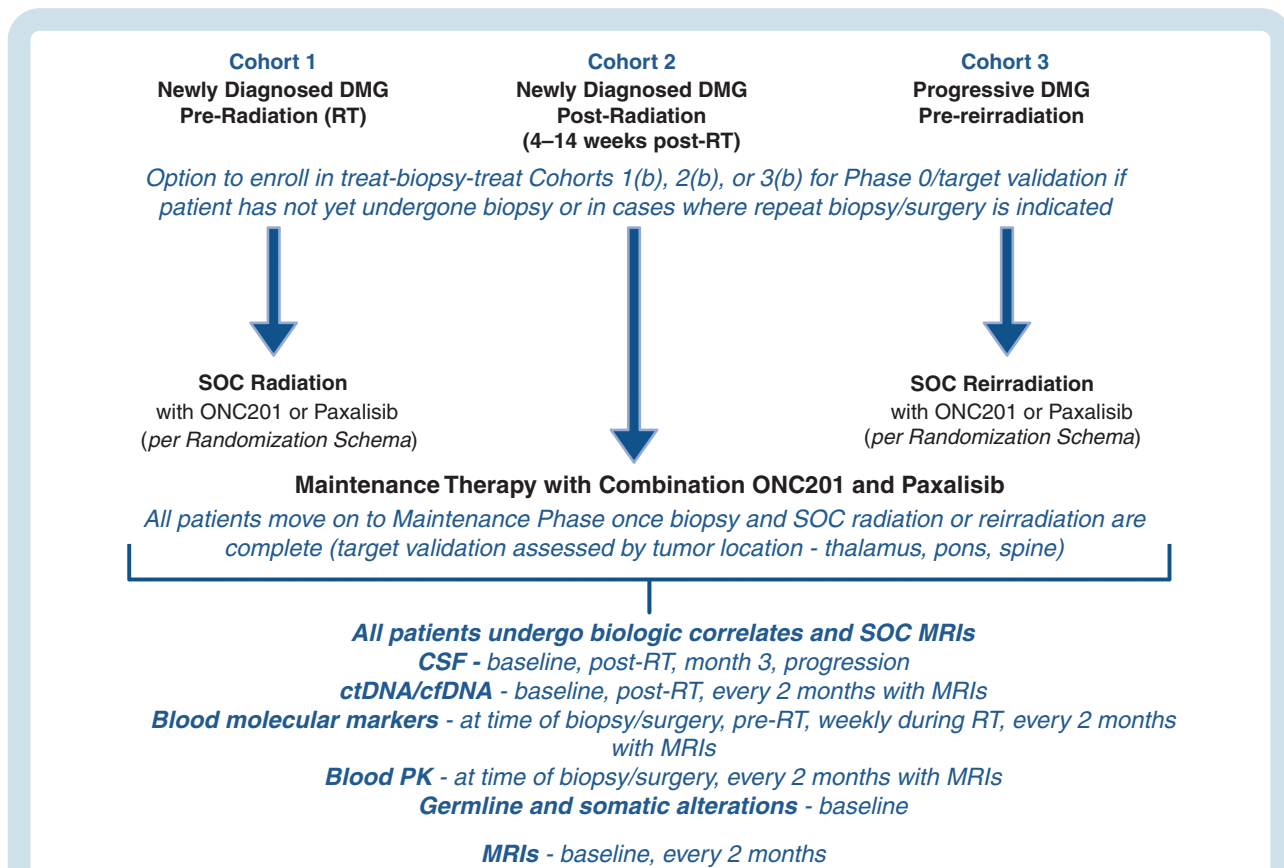 Cohort 1
Newly Diagnosed DMG
Pre-Radiation (RT)
Cohort 2
Newly Diagnosed DMG
Post-Radiation
(4–14 weeks post-RT)
Cohort 3
Progressive DMG
Pre-reirradiation
Option to enroll in treat-biopsy-treat Cohorts 1(b), 2(b), or 3(b) for Phase 0/target validation if
patient has not yet undergone biopsy or in cases where repeat biopsy/surgery is indicated
SOC Radiation
with ONC201 or Paxalisib
(per Randomization Schema)
SOC Reirradiation
with ONC201 or Paxalisib
(per Randomization Schema)
Maintenance Therapy with Combination ONC201 and Paxalisib
All patients move on to Maintenance Phase once biopsy and SOC radiation or reirradiation are
complete (target validation assessed by tumor location - thalamus, pons, spine)
All patients undergo biologic correlates and SOC MRIs
CSF - baseline, post-RT, month 3, progression
ctDNA/cfDNA - baseline, post-RT, every 2 months with MRIs
Blood molecular markers - at time of biopsy/surgery, pre-RT, weekly during RT, every 2 months
with MRIs
Blood PK - at time of biopsy/surgery, every 2 months with MRIs
Germline and somatic alterations - baseline
MRIs - baseline, every 2 months